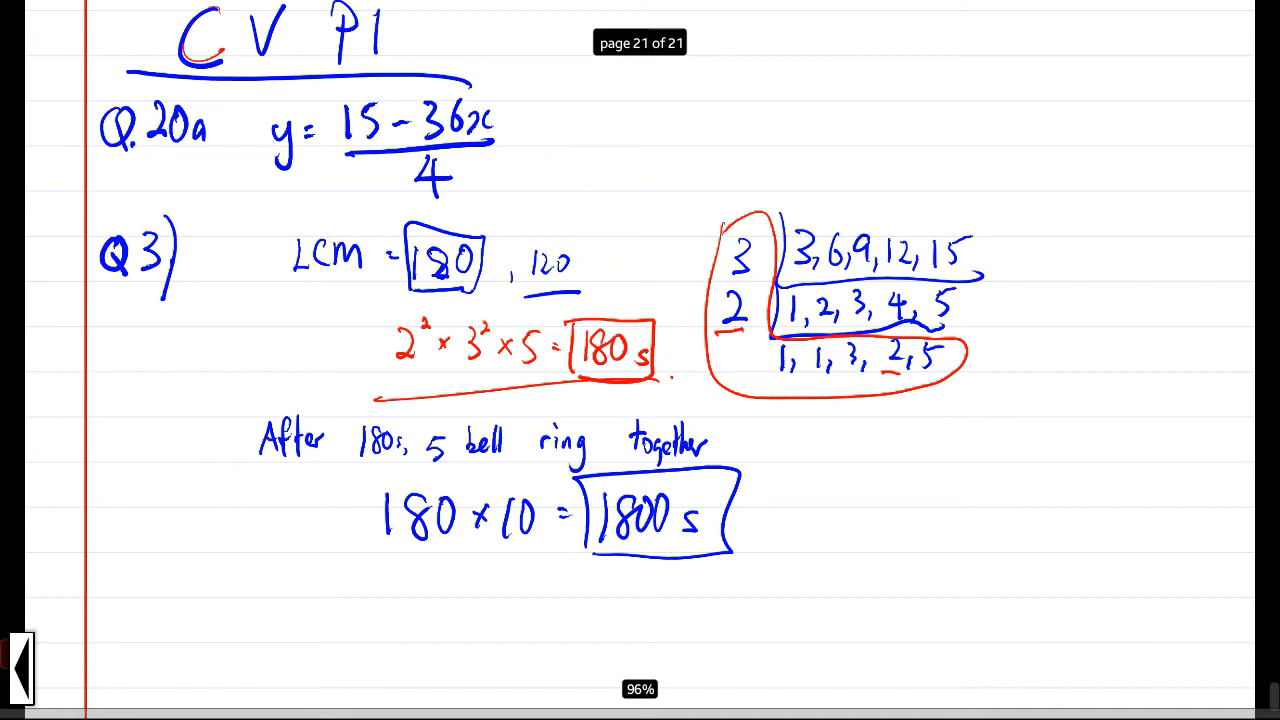 page 21 of 21
C V P1
Q.20a y = 15 - 36x / 4
Q3) LCM = 180, 120
3 | 3, 6, 9, 12, 15
2 | 1, 2, 3, 4, 5
1, 1, 3, 2, 5
2² × 3² × 5 = 180 s
After 180s, 5 bell ring together
180 × 10 = 1800 s
96%